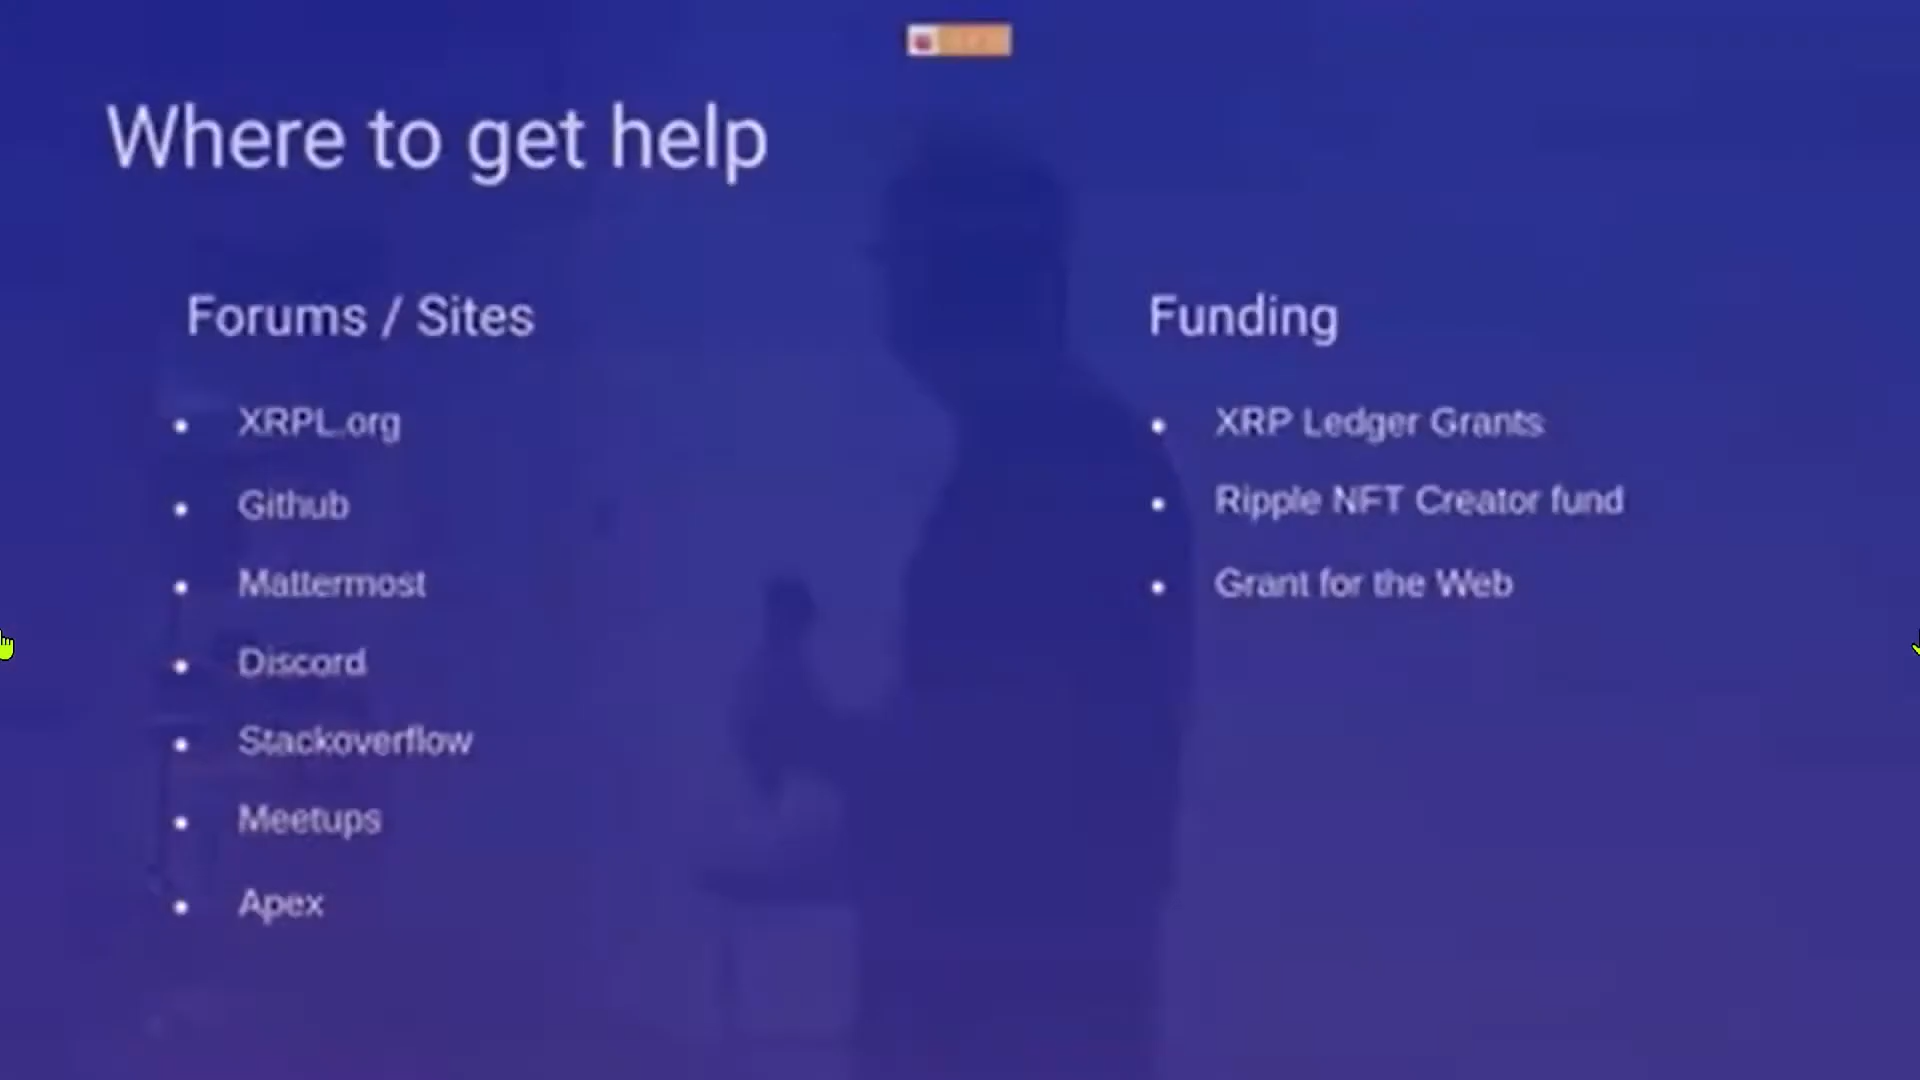 Where to get help
Forums / Sites
XRPL.org
Github
Mattermost
Discord
Stackoverflow
Meetups
Apex
Funding
XRP Ledger Grants
Ripple NFT Creator fund
Grant for the Web